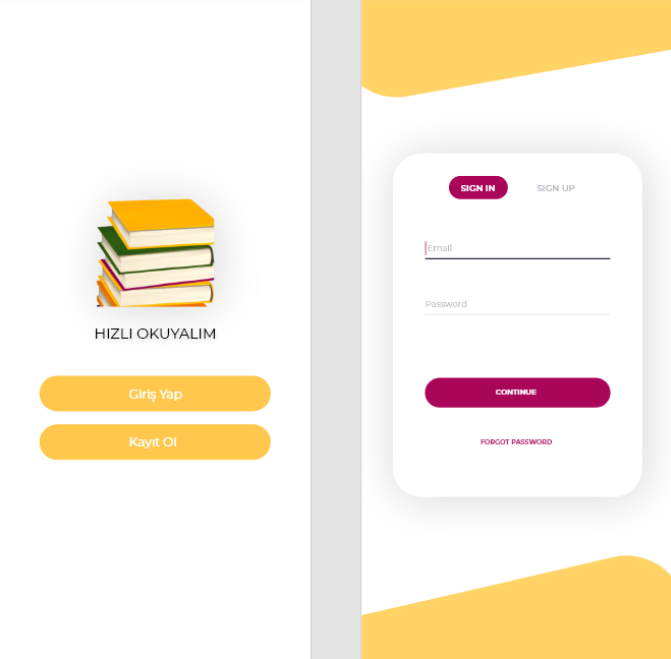 HIZLI OKUYALIM
Giriş Yap
Kayıt Ol
SIGN IN SIGN UP
Email
Password
CONTINUE
FORGOT PASSWORD